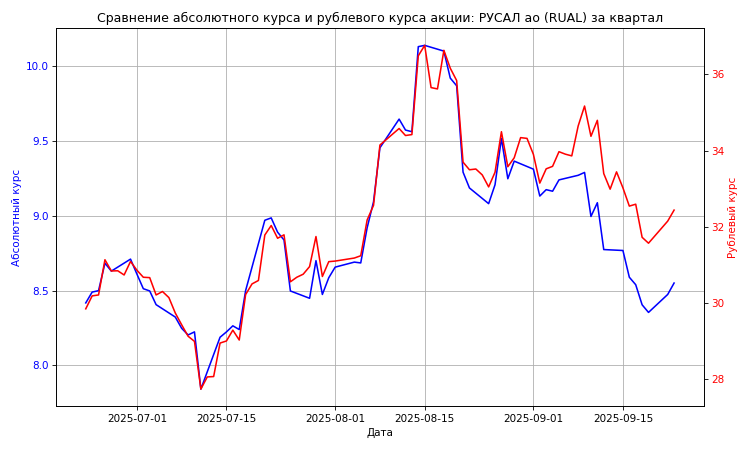 Сравнение абсолютного курса и рублевого курса акции: РУСАЛ ао (RUAL) за квартал
Абсолютный курс
10.0
9.5
9.0
8.5
8.0
36
34
32
30
28
Рублевый курс
2025-07-01 2025-07-15 2025-08-01 2025-08-15 2025-09-01 2025-09-15
Дата